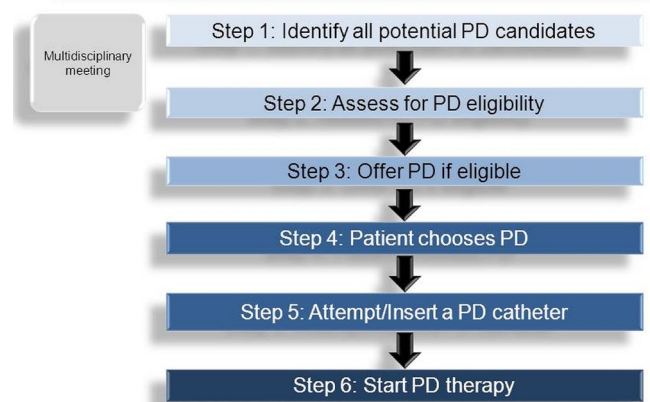 Multidisciplinary
meeting
Step 1: Identify all potential PD candidates
Step 2: Assess for PD eligibility
Step 3: Offer PD if eligible
Step 4: Patient chooses PD
Step 5: Attempt/Insert a PD catheter
Step 6: Start PD therapy